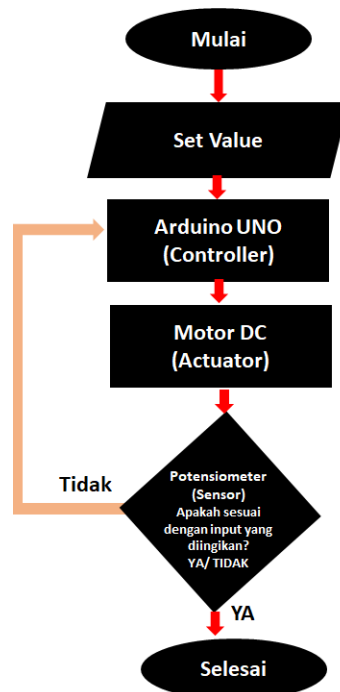 Mulai
Set Value
Arduino UNO
(Controller)
Motor DC
(Actuator)
Potensiometer
(Sensor)
Apakah sesuai
dengan input yang
diingikan?
YA/ TIDAK
Tidak
YA
Selesai